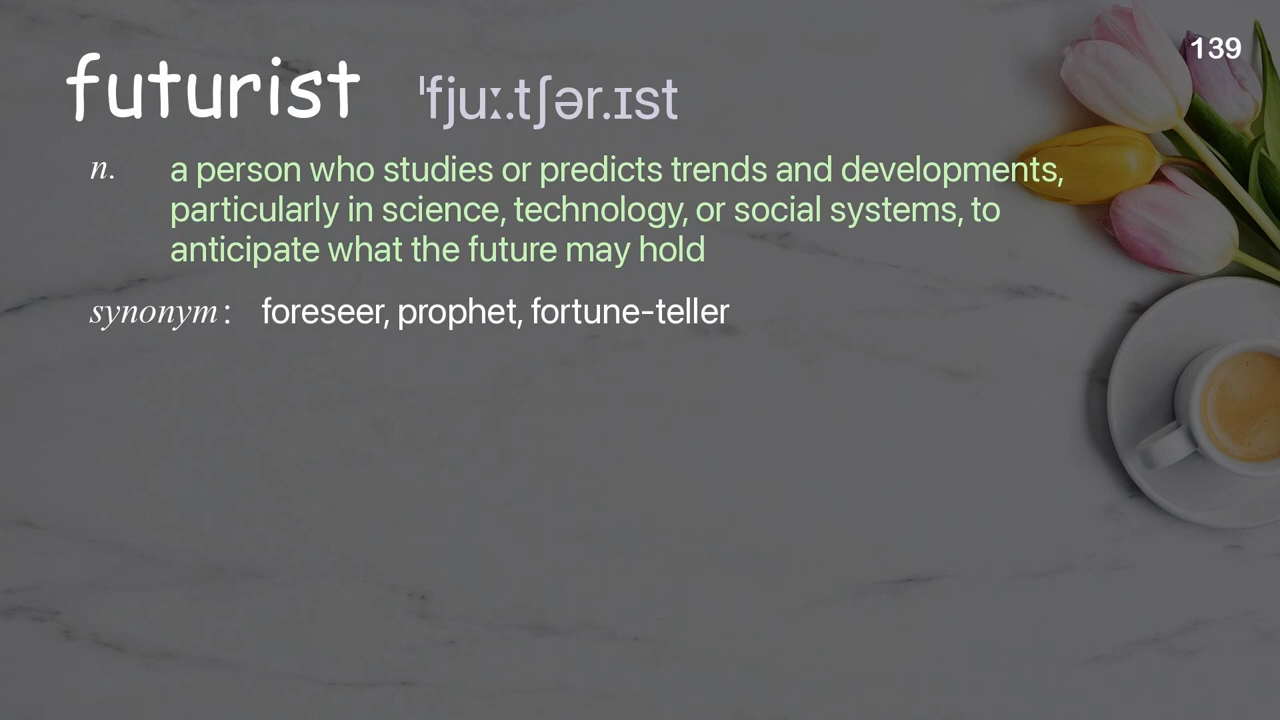 139
futurist ˈfjuː.tʃər.ɪst
n. a person who studies or predicts trends and developments,
particularly in science, technology, or social systems, to
anticipate what the future may hold
synonym: foreseer, prophet, fortune-teller